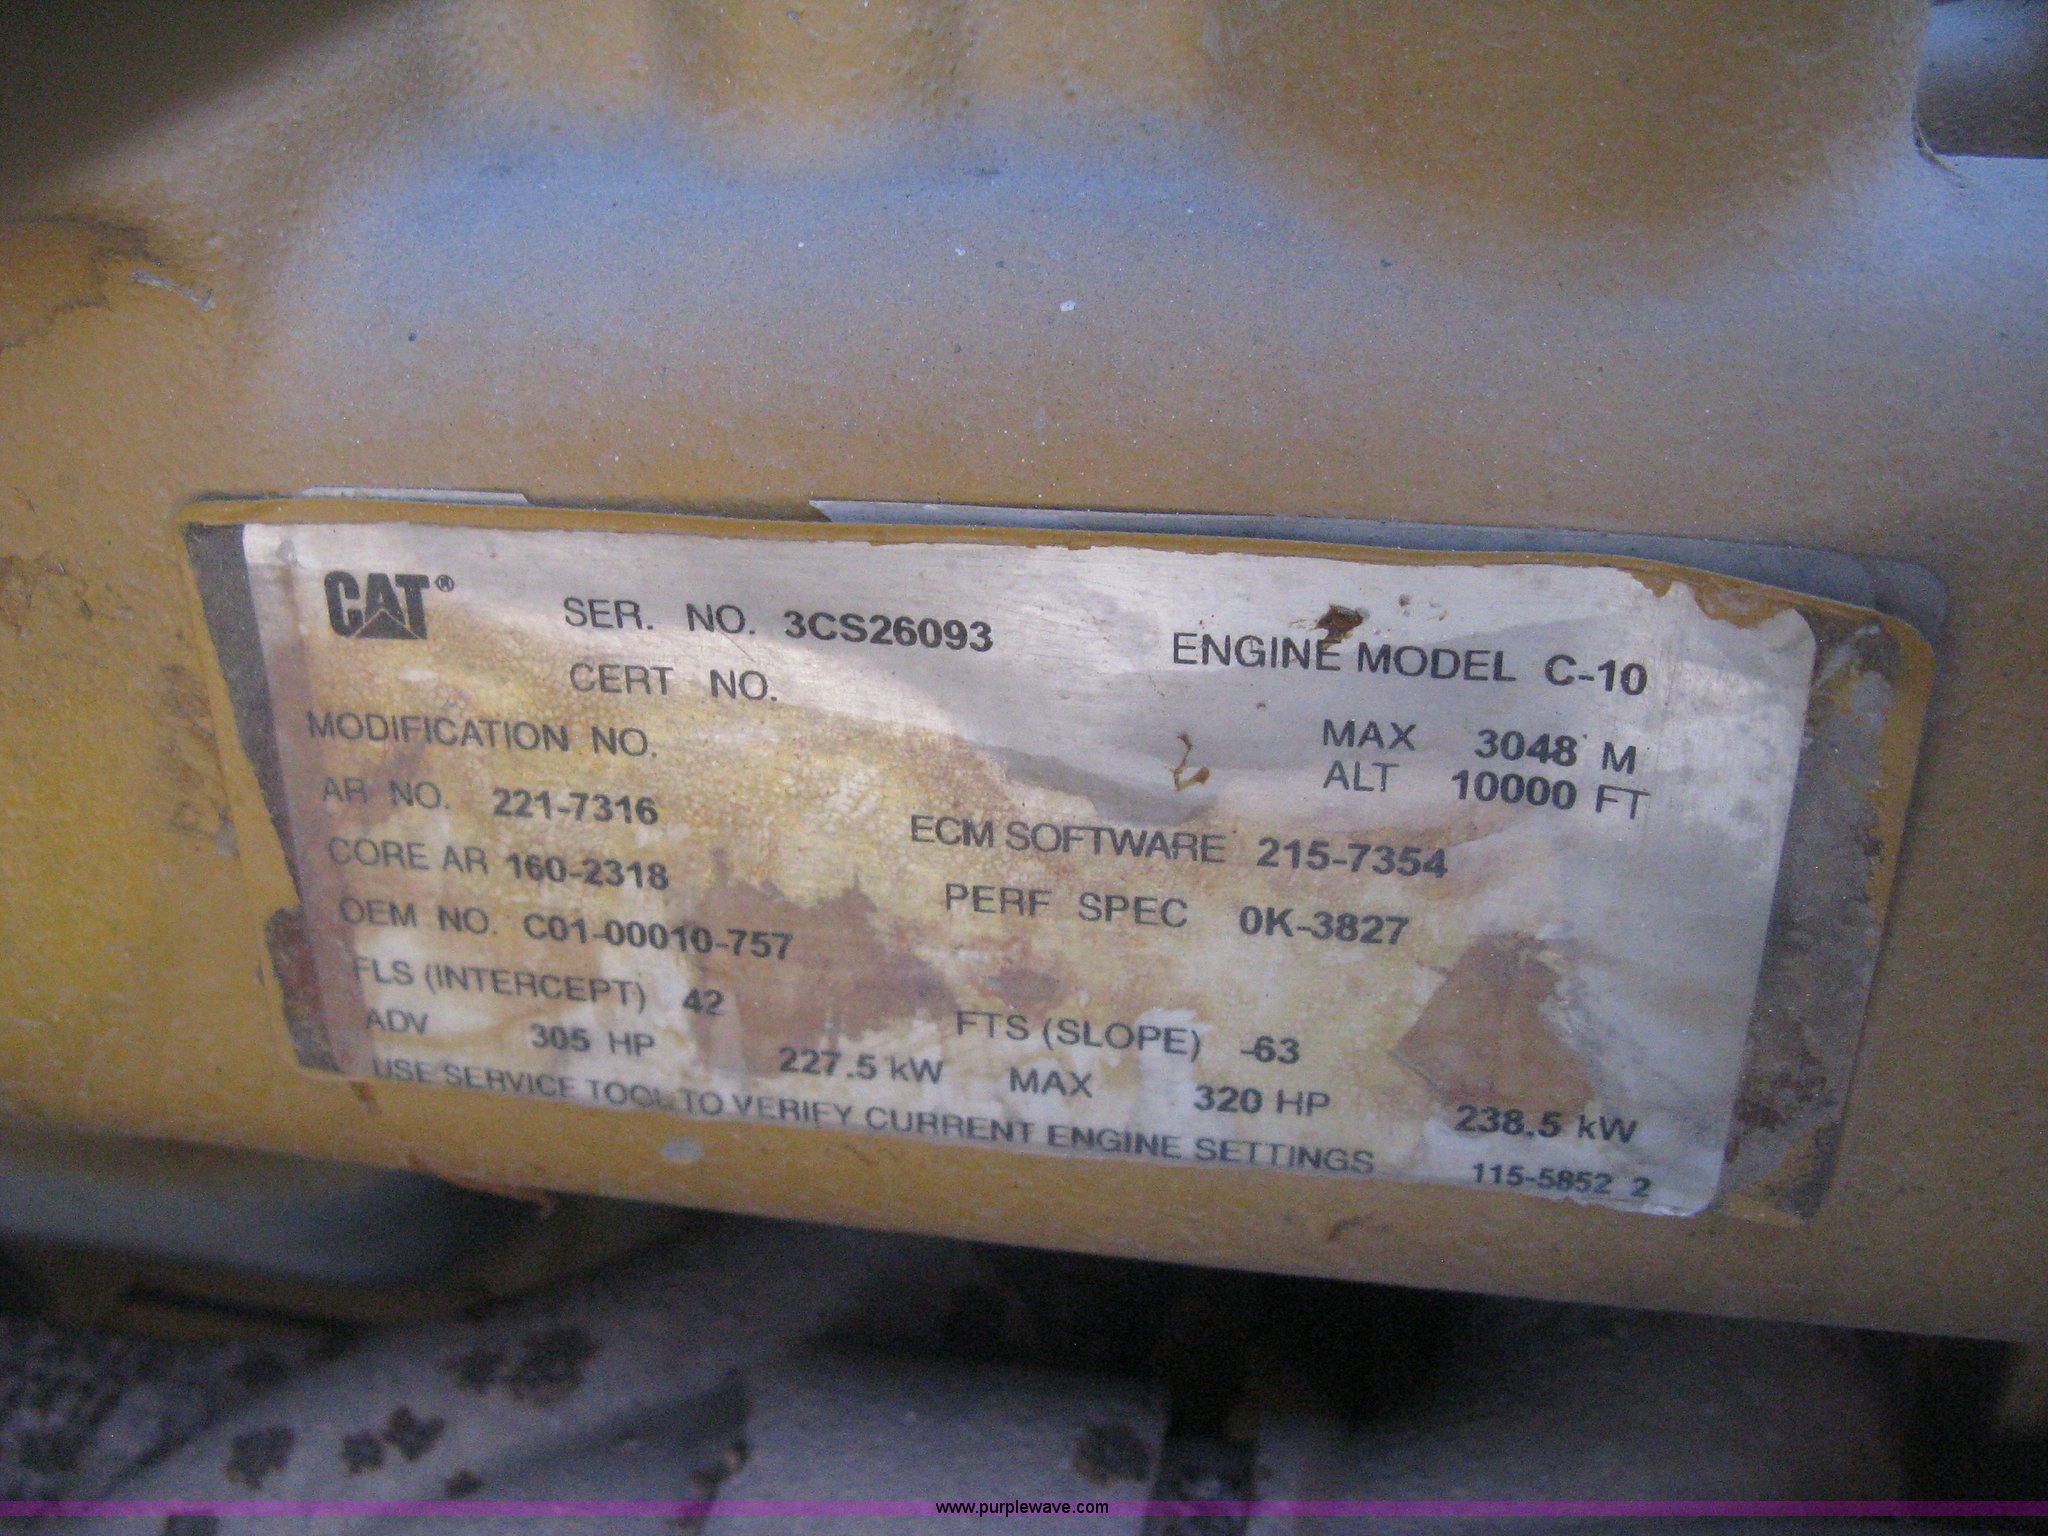 CAT®
SER. NO. 3CS26093
ENGINE MODEL C-10
CERT NO.
MODIFICATION NO.
MAX ALT 3048 M
10000 FT
AR NO. 221-7316
ECM SOFTWARE 215-7354
CORE AR 160-2318
PERF SPEC 0K-3827
OEM NO. C01-00010-757
FLS (INTERCEPT) 42
FTS (SLOPE) -63
ADV 305 HP 227.5 kW MAX 320 HP 238.5 kW
USE SERVICE TOOL TO VERIFY CURRENT ENGINE SETTINGS
115-5852 2
www.purplewave.com